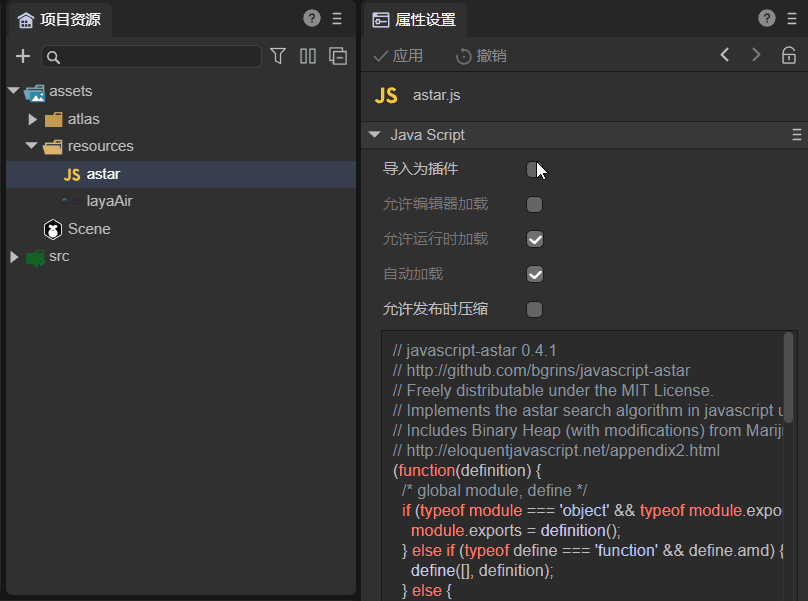 项目资源
?
assets
atlas
resources
JS astar
layaAir
Scene
src
属性设置
?
应用
撤销
JS astar.js
Java Script
导入为插件
允许编辑器加载
允许运行时加载
自动加载
允许发布时压缩
// javascript-astar 0.4.1
// http://github.com/bgrins/javascript-astar
// Freely distributable under the MIT License.
// Implements the astar search algorithm in javascript u
// Includes Binary Heap (with modifications) from Mariji
// http://eloquentjavascript.net/appendix2.html
(function(definition) {
/* global module, define */
if (typeof module === 'object' && typeof module.expo
module.exports = definition();
} else if (typeof define === 'function' && define.amd) {
define([], definition);
} else {